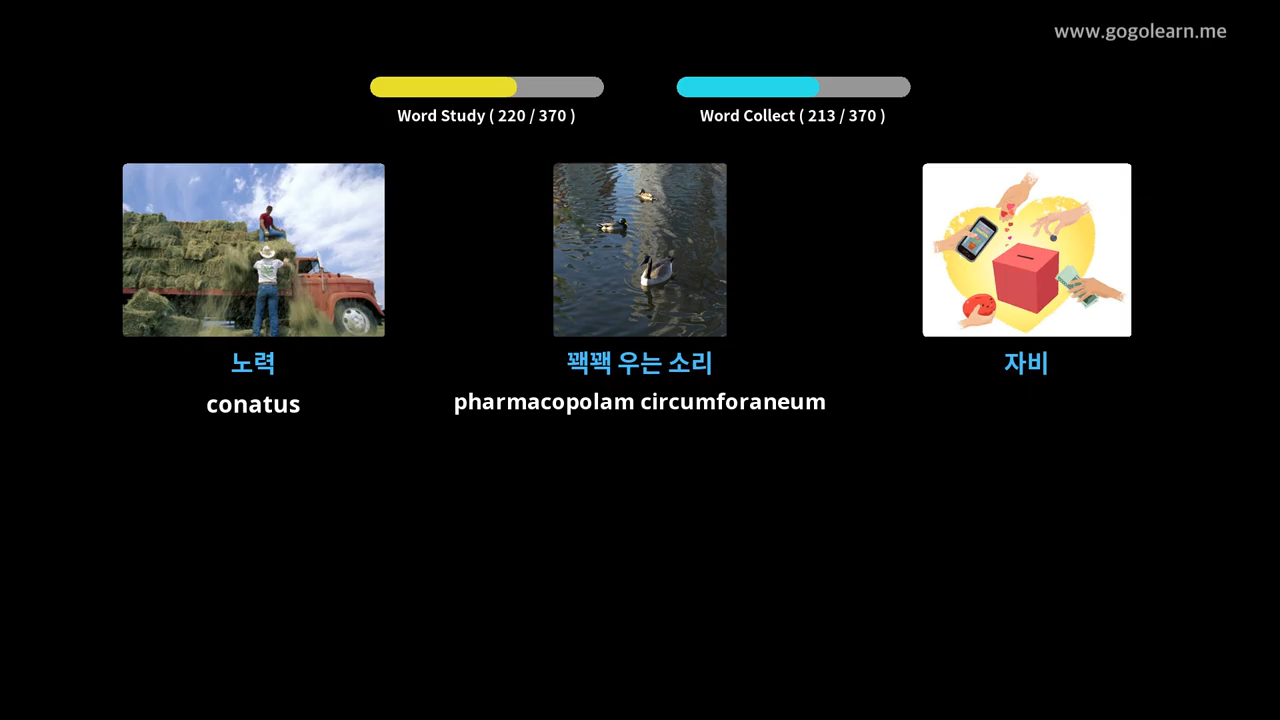 www.gogolearn.me
Word Study ( 220 / 370 )
Word Collect ( 213 / 370 )
노력
conatus
꽥꽥 우는 소리
pharmacopolam circumforaneum
자비